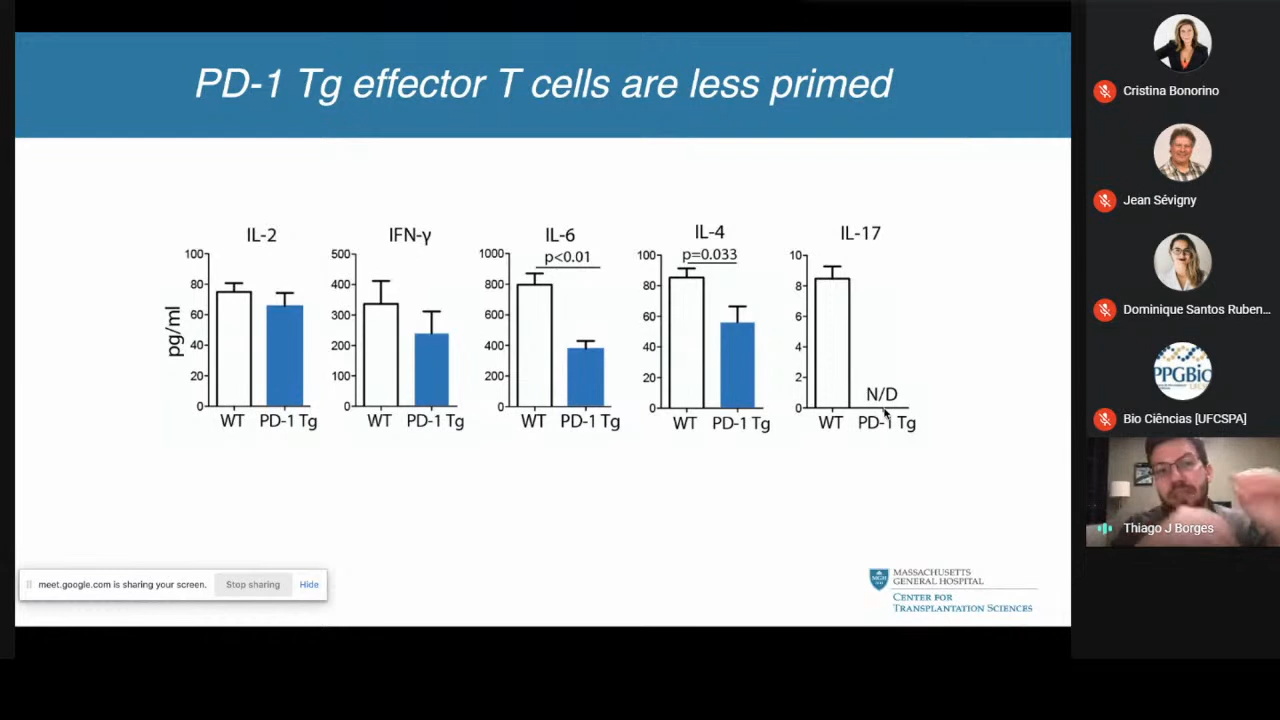 PD-1 Tg effector T cells are less primed
IL-2
IFN-γ
IL-6
IL-4
IL-17
p<0.01
p=0.033
pg/ml
100
80
60
40
20
0
500
400
300
200
100
0
1000
800
600
400
200
0
100
80
60
40
20
0
10
8
6
4
2
0
N/D
WT PD-1 Tg
WT PD-1 Tg
WT PD-1 Tg
WT PD-1 Tg
WT PD-1 Tg
meet.google.com is sharing your screen.
Stop sharing
Hide
MGH
1811
MASSACHUSETTS
GENERAL HOSPITAL
CENTER FOR
TRANSPLANTATION SCIENCES
Cristina Bonorino
Jean Sévigny
Dominique Santos Ruben...
PPGBio
Bio Ciências [UFCSPA]
Thiago J Borges